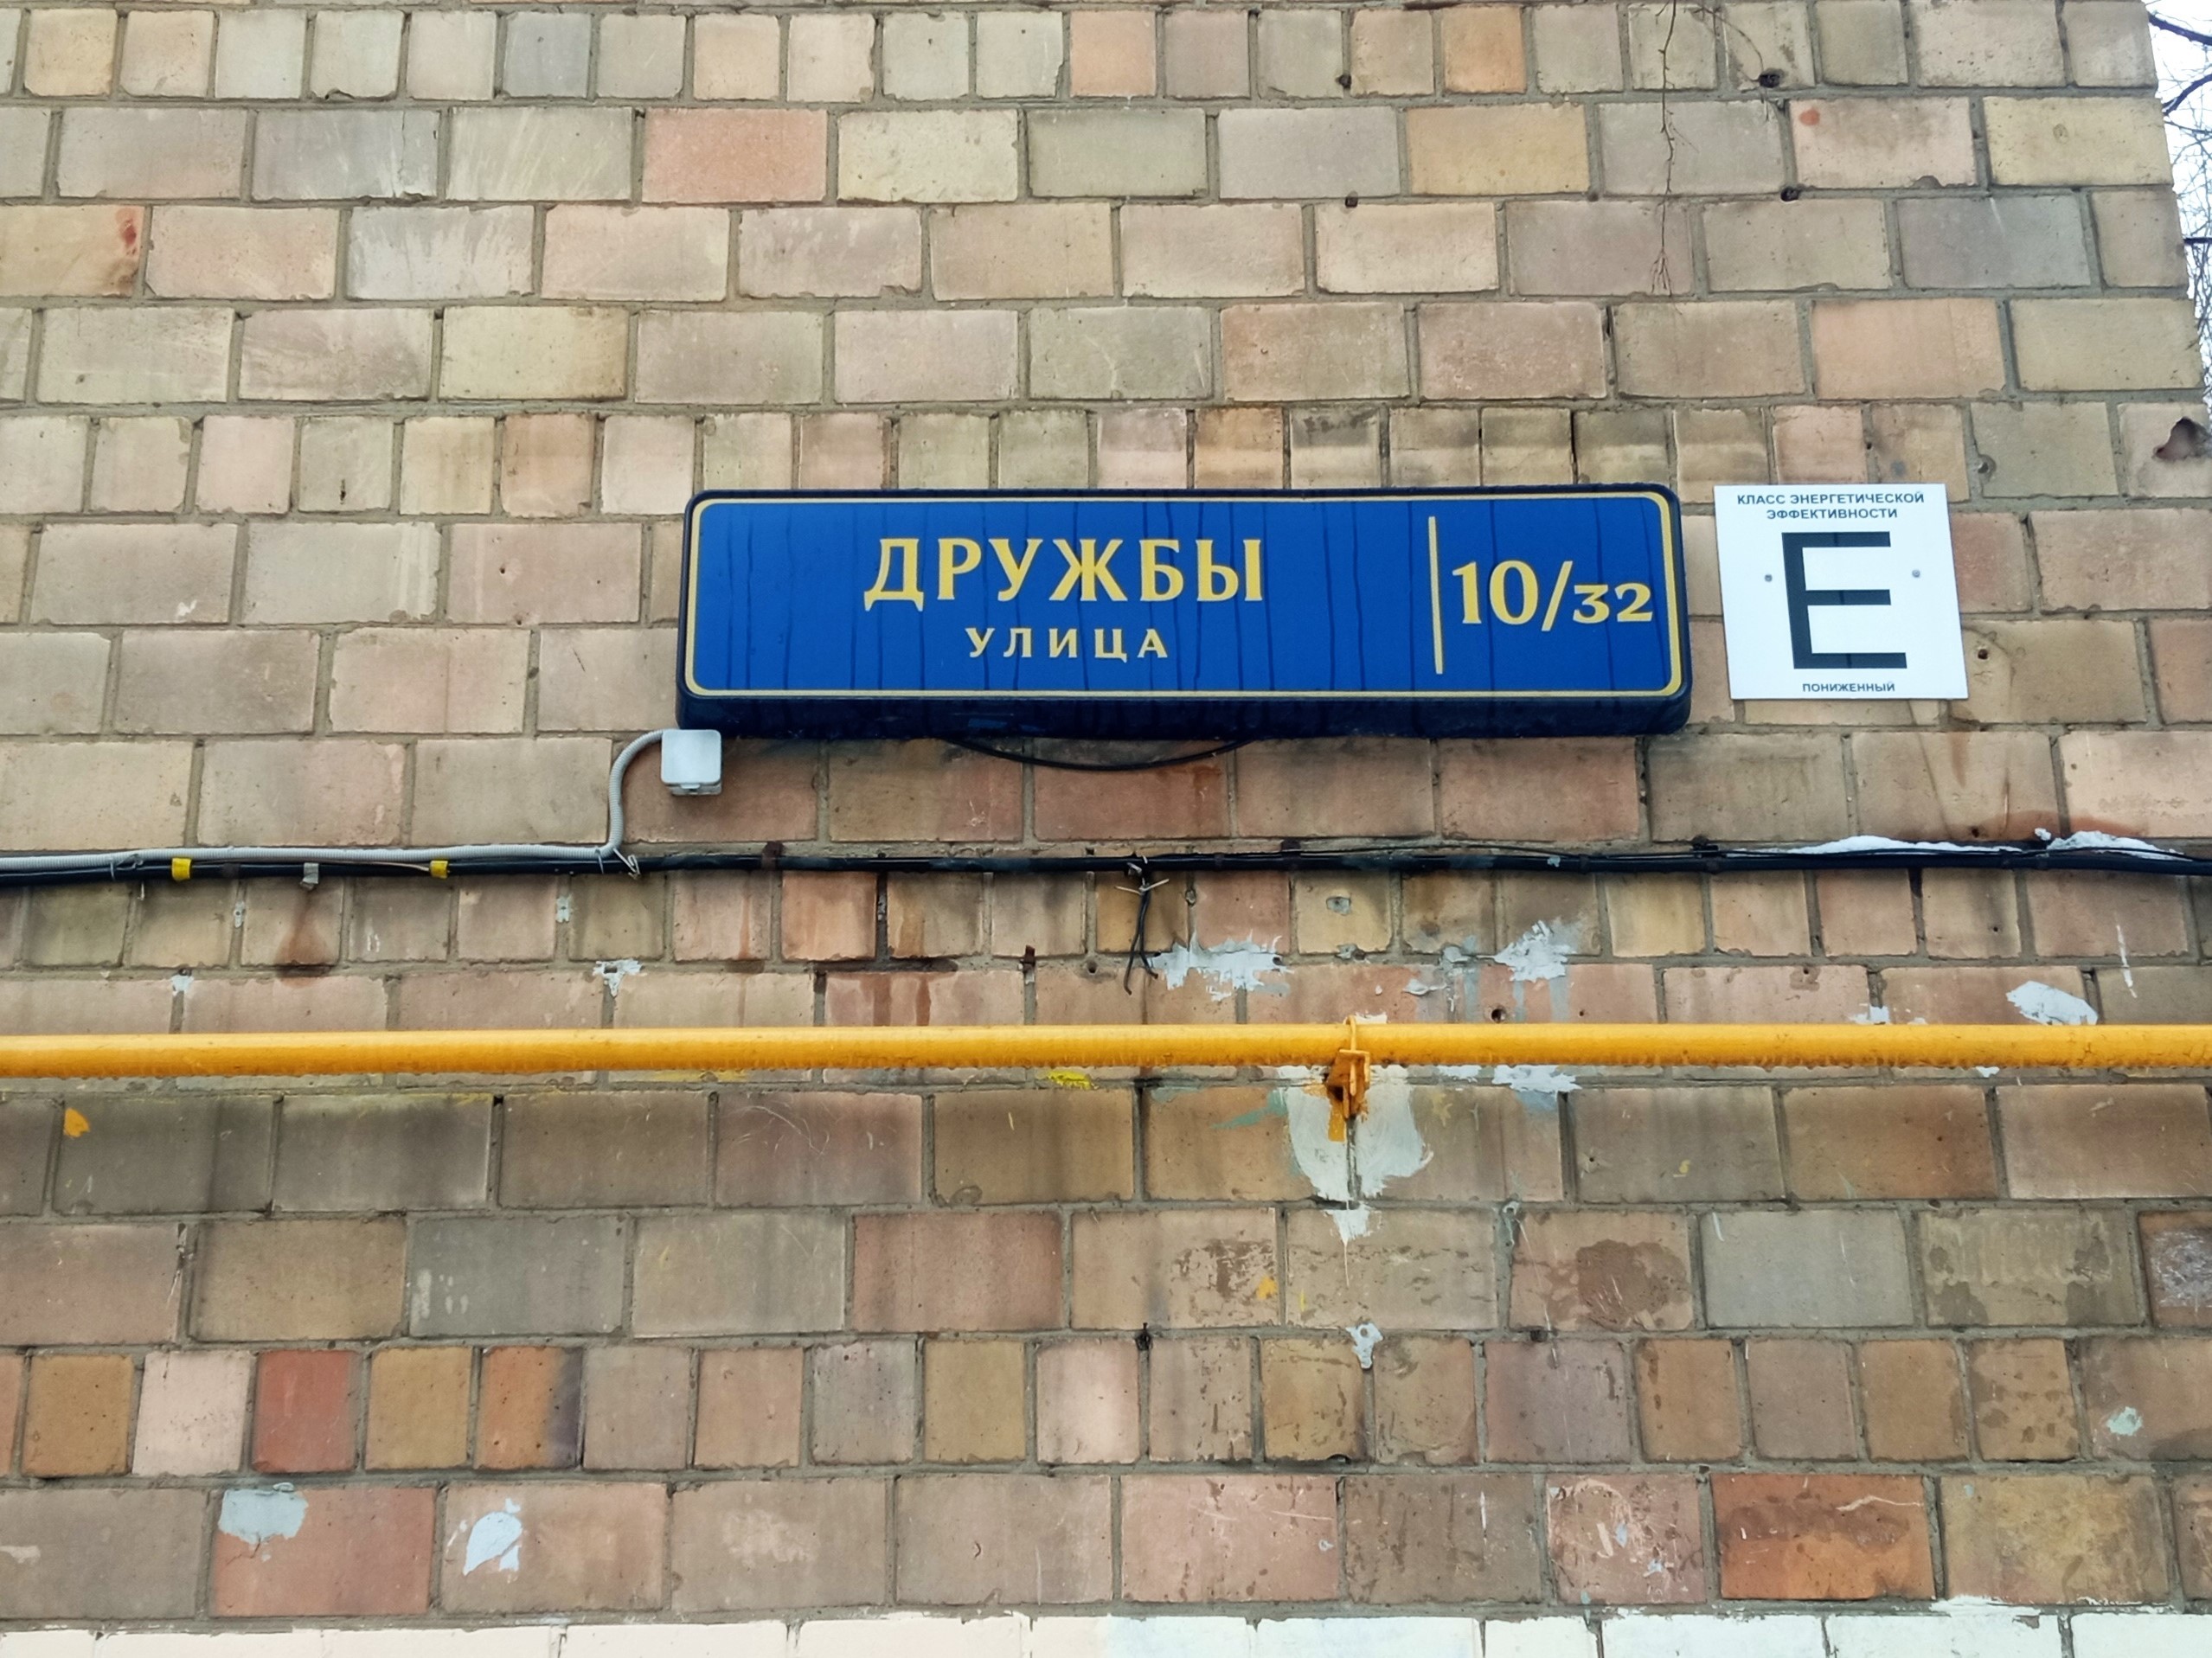 ДРУЖБЫ
УЛИЦА
10/32
КЛАСС ЭНЕРГЕТИЧЕСКОЙ
ЭФФЕКТИВНОСТИ
E
ПОНИЖЕННЫЙ